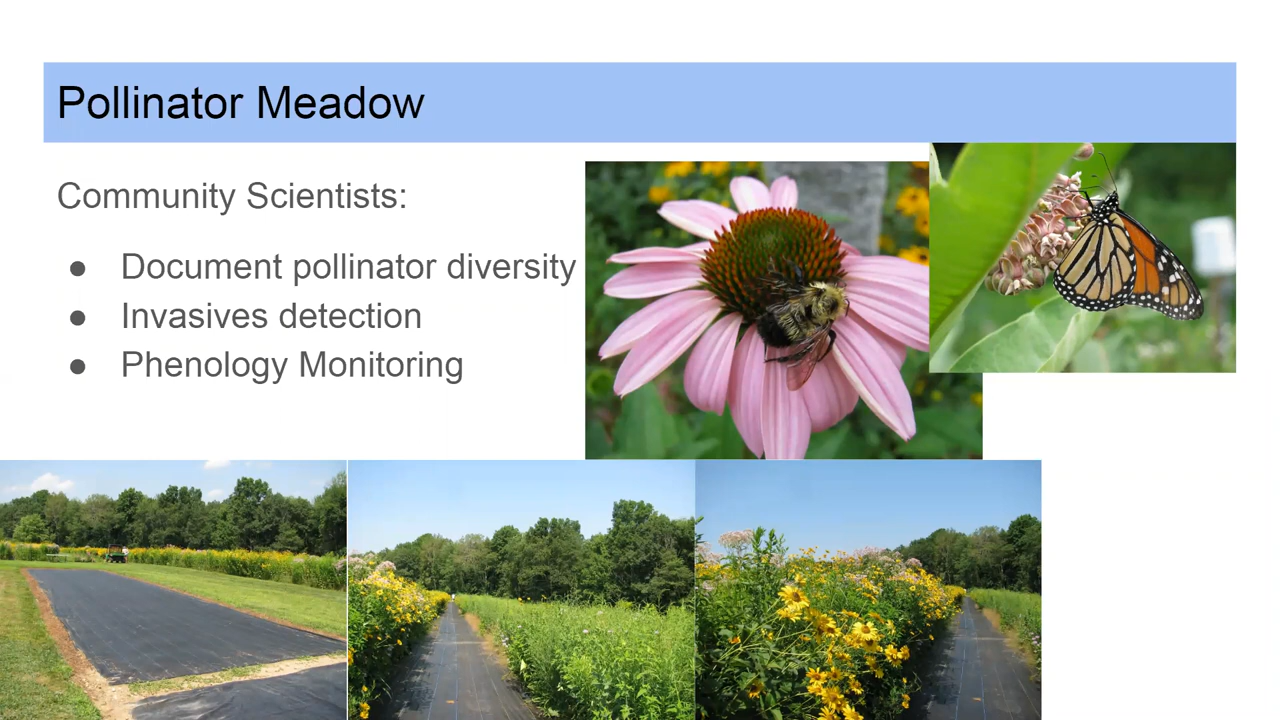 Pollinator Meadow
Community Scientists:
● Document pollinator diversity
● Invasives detection
● Phenology Monitoring